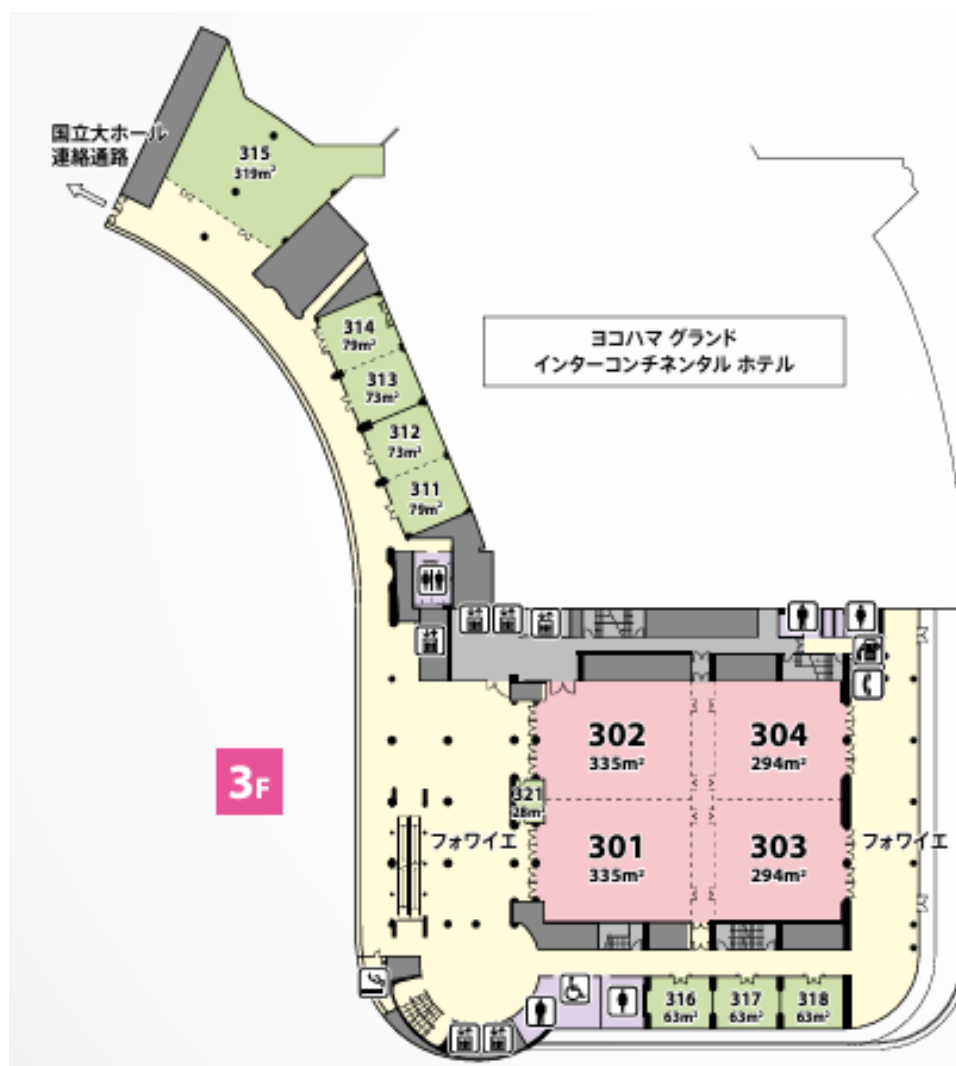 国立大ホール
連絡通路
315
319m²
314
79m²
313
73m²
312
73m²
311
79m²
ヨコハマ グランド
インターコンチネンタル ホテル
3F
302
335m²
304
294m²
321
28m²
フォワイエ
301
335m²
303
294m²
フォワイエ
316
63m²
317
63m²
318
63m²